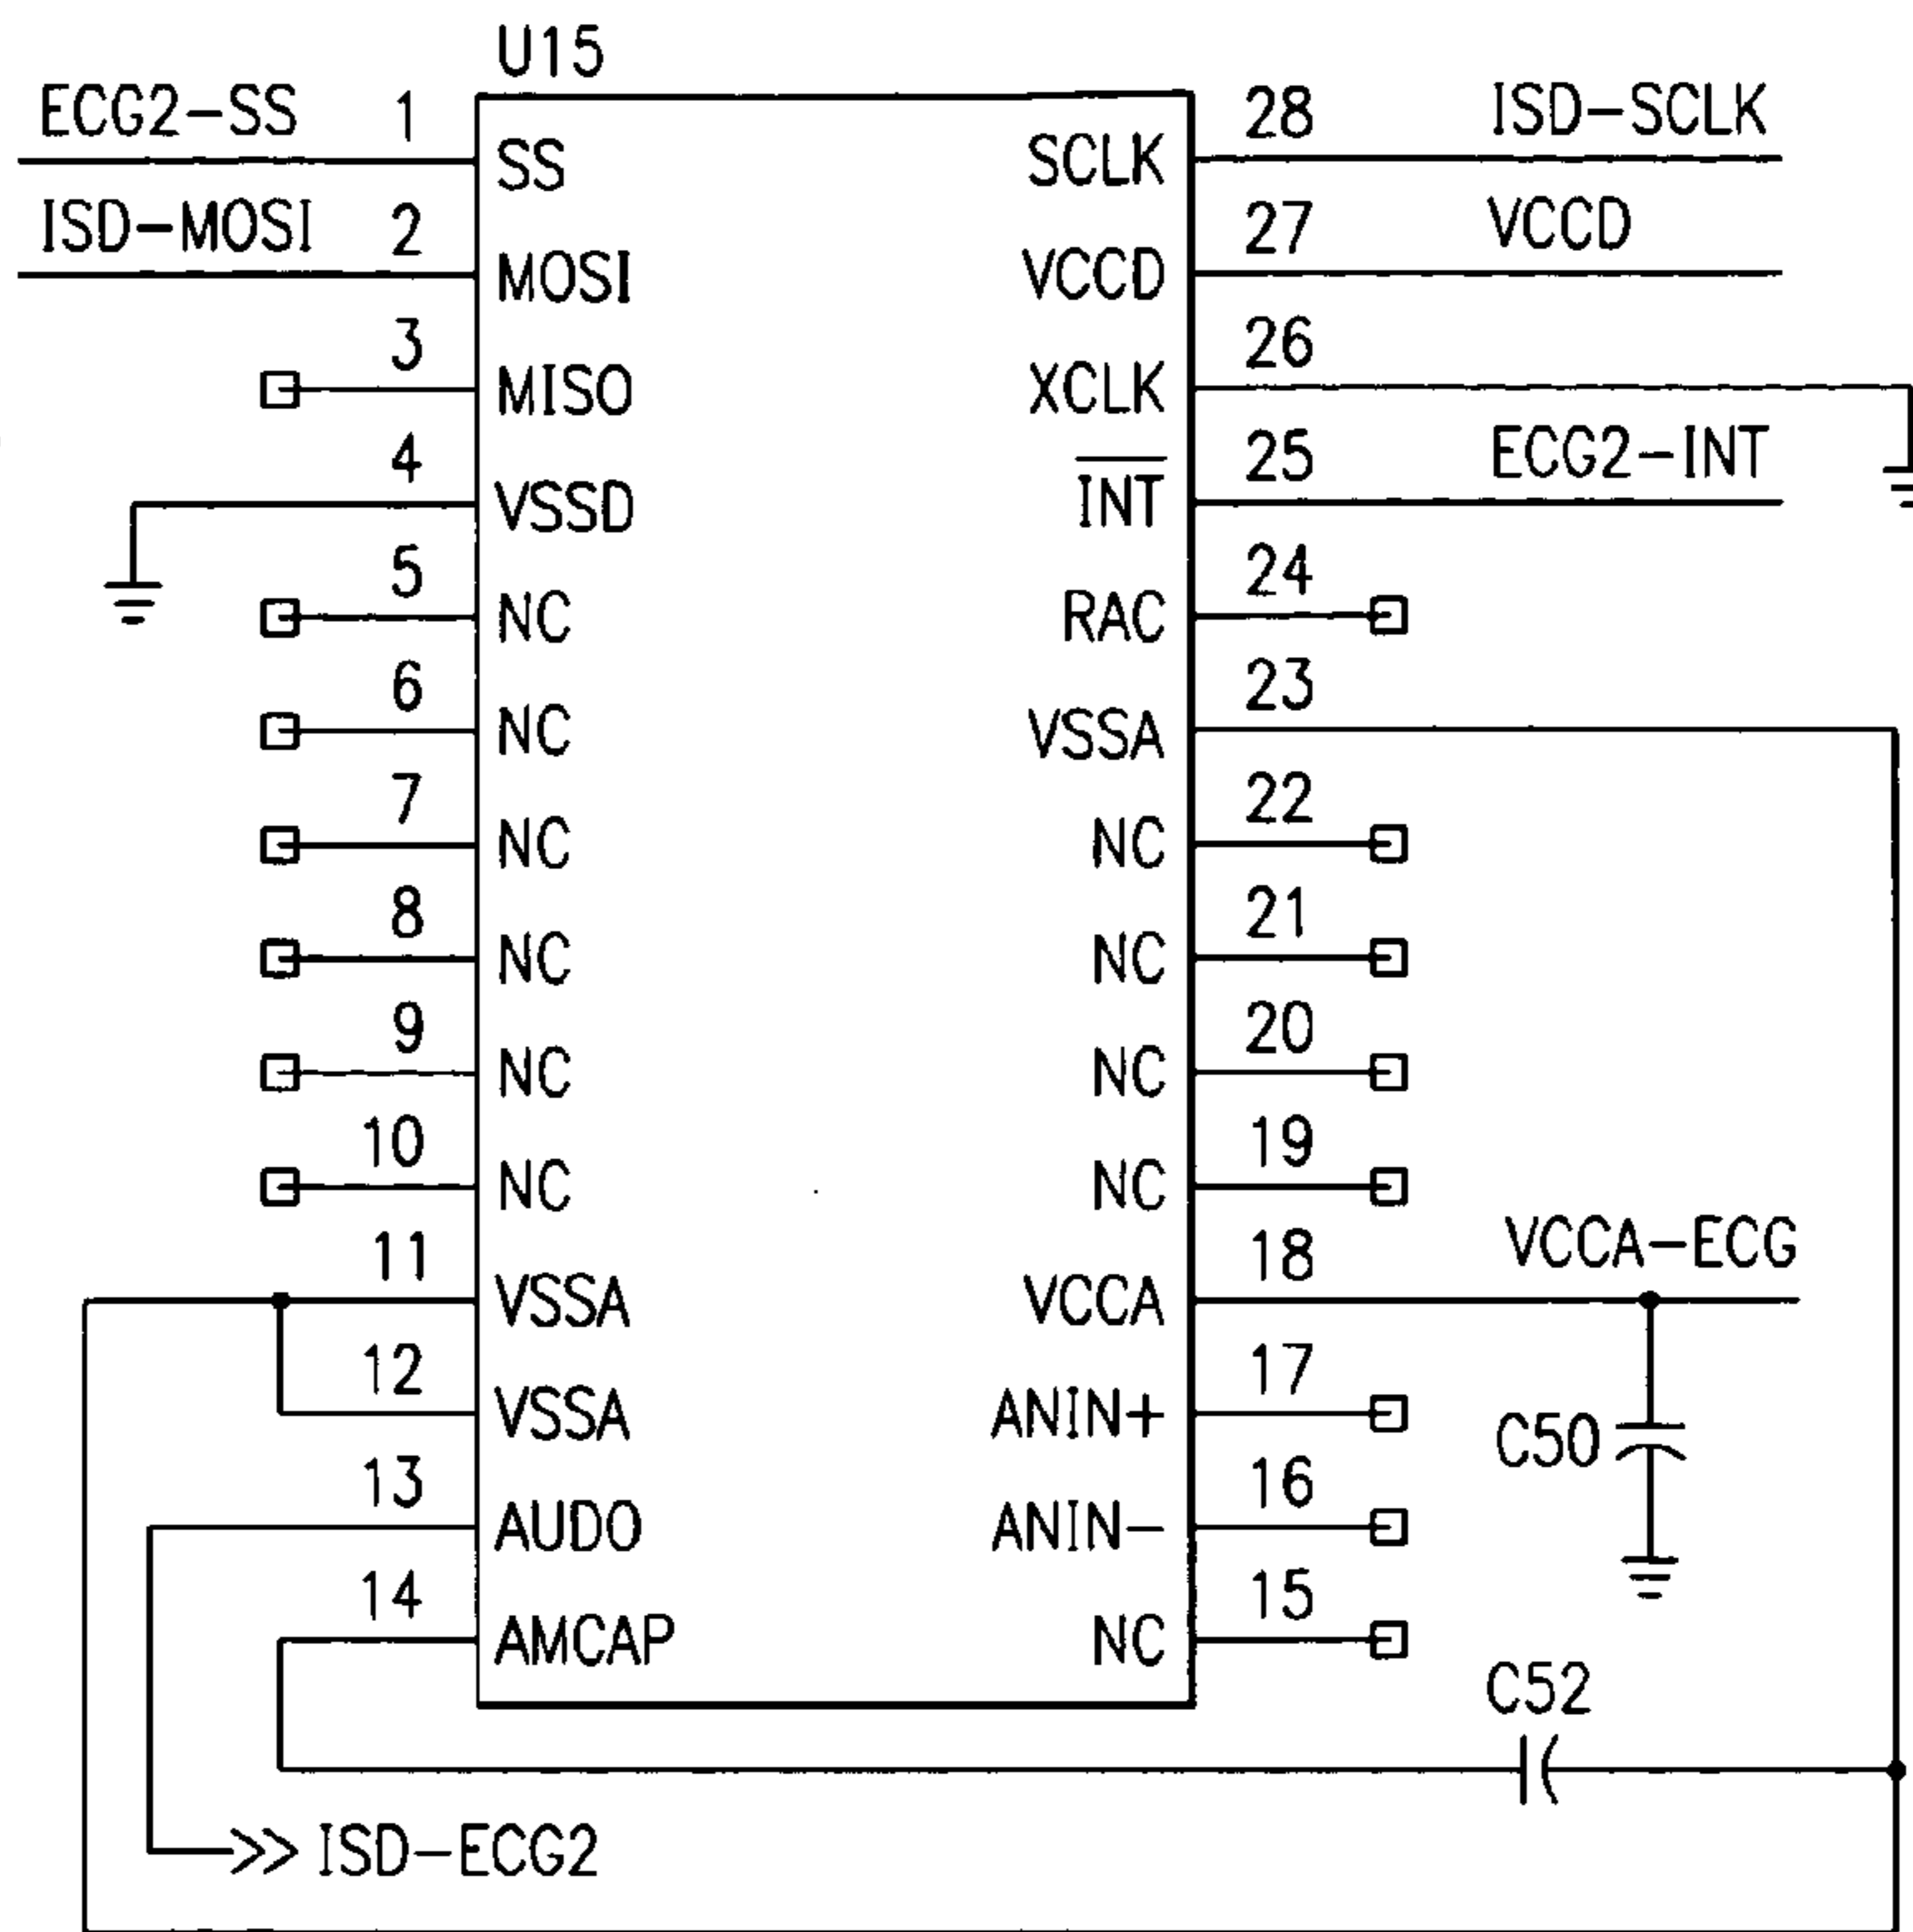 U15
ECG2-SS 1 SS SCLK 28 ISD-SCLK
ISD-MOSI 2 MOSI VCCD 27 VCCD
3 MISO XCLK 26
4 VSSD INT 25 ECG2-INT
5 NC RAC 24
6 NC VSSA 23
7 NC NC 22
8 NC NC 21
9 NC NC 20
10 NC NC 19
11 VSSA VCCA 18 VCCA-ECG
12 VSSA ANIN+ 17
C50
13 AUDO ANIN- 16
14 AMCAP NC 15
C52
>> ISD-ECG2